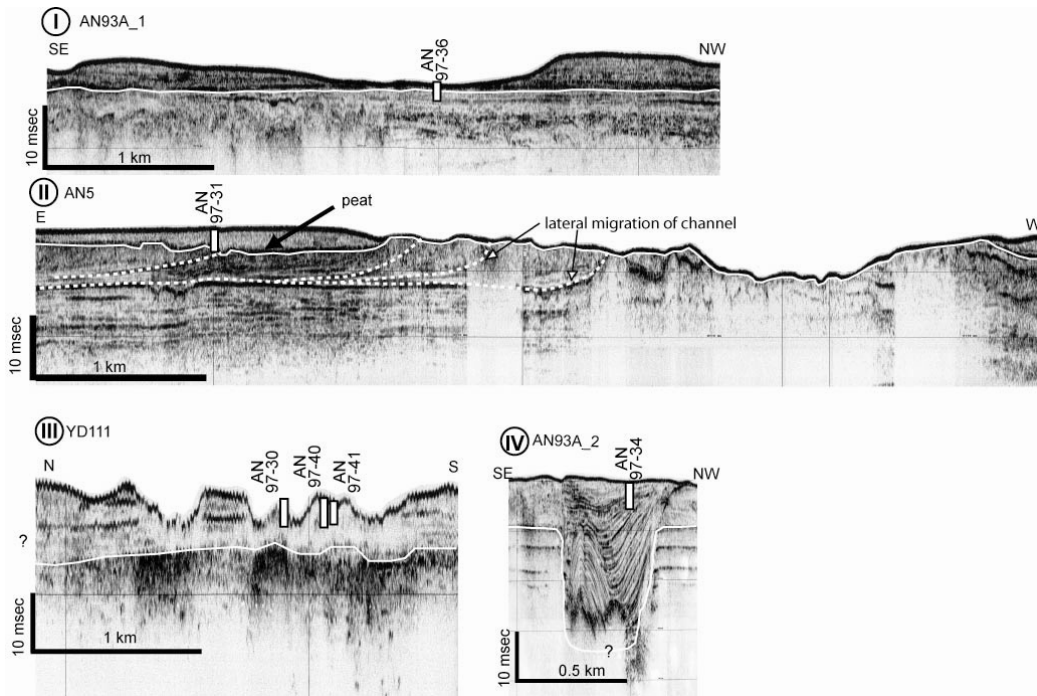 I AN93A_1
SE
AN
97-36
NW
10 msec
1 km
II AN5
E
AN
97-31
peat
lateral migration of channel
W
10 msec
1 km
III YD111
N
AN
97-30
AN
97-40
AN
97-41
S
?
10 msec
1 km
IV AN93A_2
SE
AN
97-34
NW
?
10 msec
0.5 km